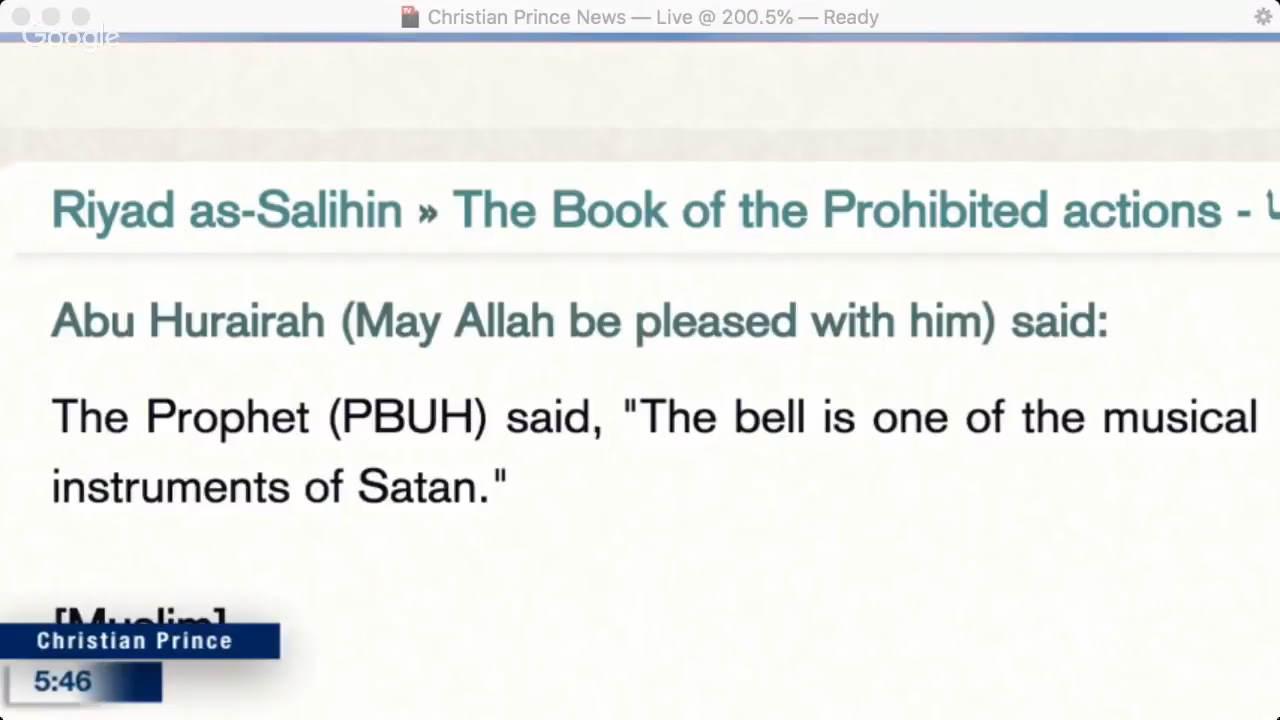 Christian Prince News — Live @ 200.5% — Ready
Google
Riyad as-Salihin » The Book of the Prohibited actions -
Abu Hurairah (May Allah be pleased with him) said:
The Prophet (PBUH) said, "The bell is one of the musical
instruments of Satan."
[Muslim]
Christian Prince
5:46